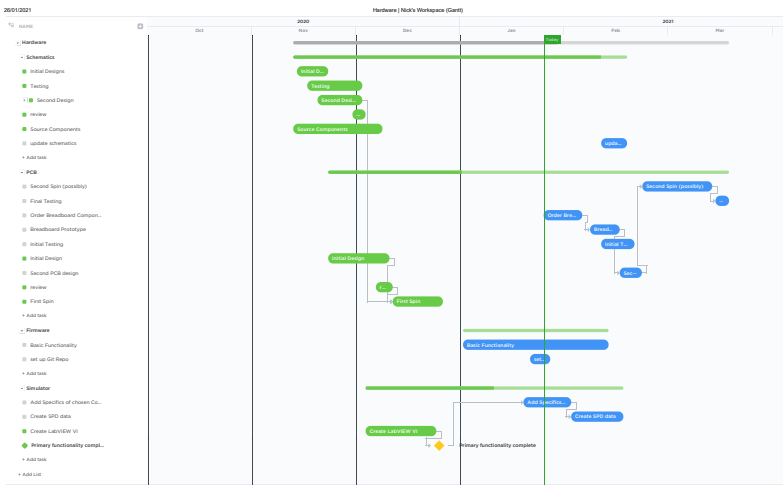 26/01/2021
Hardware | Nick's Workspace (Gantt)
NAME
2020
2021
Oct
Nov
Dec
Jan
Feb
Mar
Today
Hardware
Schematics
Initial Designs
Initial D...
Testing
Testing
Second Design
Second Desi...
review
...
Source Components
Source Components
update schematics
upda...
+ Add task
PCB
Second Spin (possibly)
Second Spin (possibly)
Final Testing
...
Order Breadboard Compon...
Order Bre...
Breadboard Prototype
Bread...
Initial Testing
Initial T...
Initial Design
Initial Design
Second PCB design
Sec...
review
r...
First Spin
First Spin
+ Add task
Firmware
Basic Functionality
Basic Functionality
set up Git Repo
set...
+ Add task
Simulator
Add Specifics of chosen Co...
Add Specifics...
Create SPD data
Create SPD data
Create LabVIEW VI
Create LabVIEW VI
Primary functionality compl...
Primary functionality complete
+ Add task
+ Add List